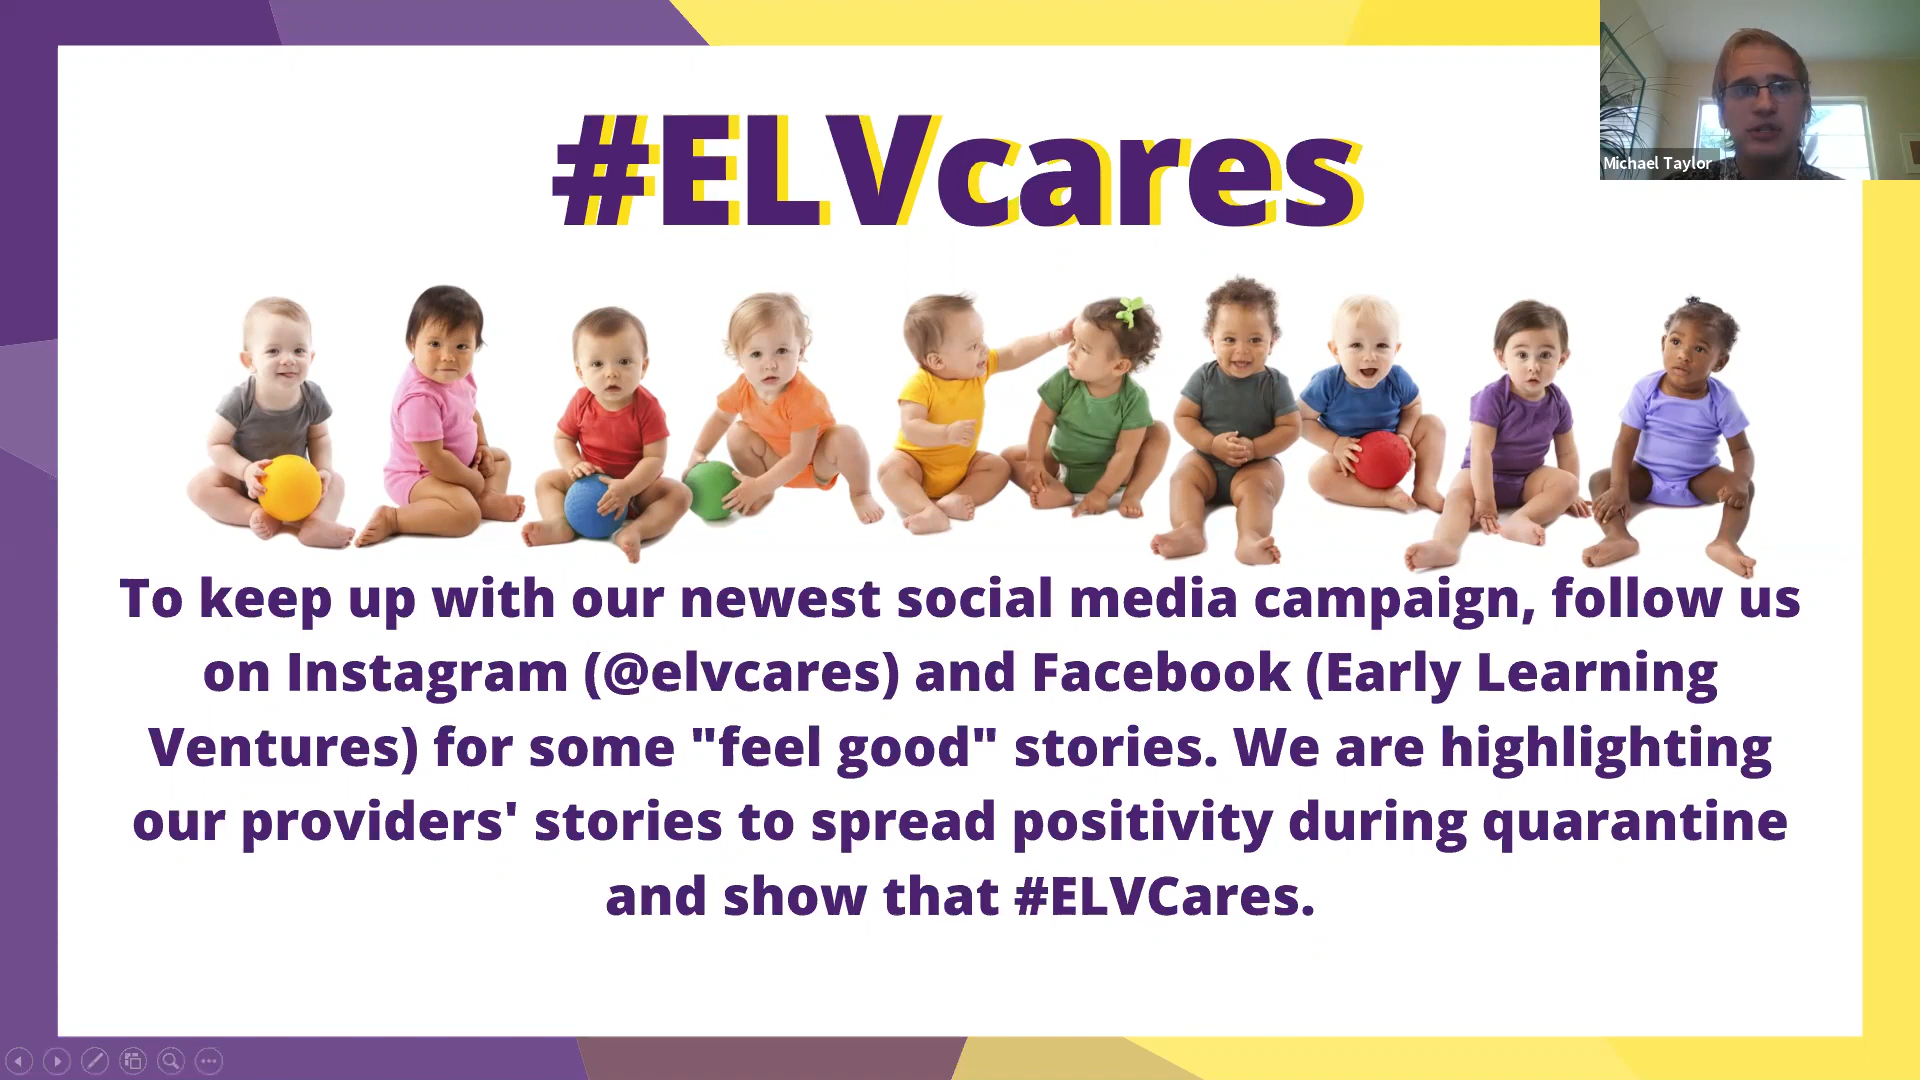 #ELVcares
Michael Taylor
To keep up with our newest social media campaign, follow us
on Instagram (@elvcares) and Facebook (Early Learning
Ventures) for some "feel good" stories. We are highlighting
our providers' stories to spread positivity during quarantine
and show that #ELVCares.